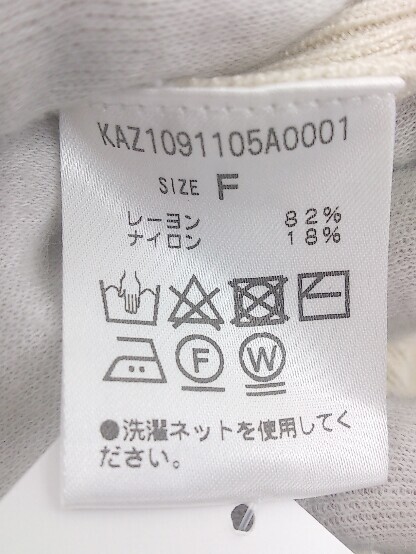 KAZ1091105A0001
SIZE F
レーヨン 82%
ナイロン 18%
F W
●洗濯ネットを使用してく
ださい。